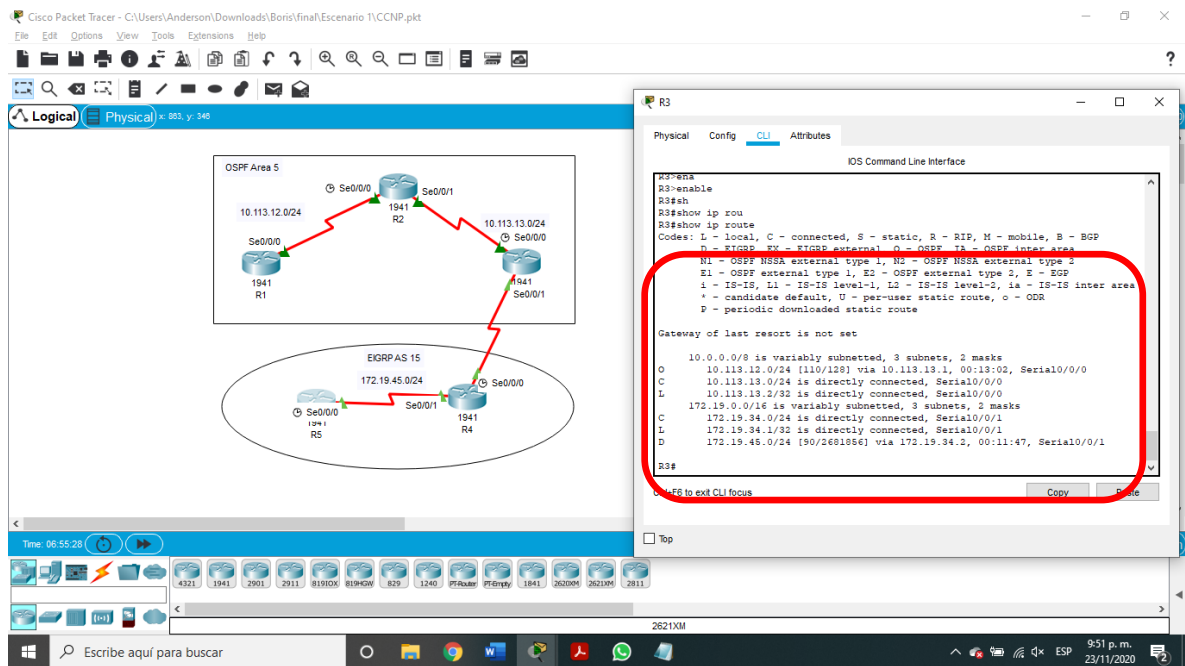 Cisco Packet Tracer - C:\Users\Anderson\Downloads\Boris\final\Escenario 1\CCNP.pkt
File Edit Options View Tools Extensions Help
?
Logical Physical x: 863, y: 346
OSPF Area 5
Se0/0/0
Se0/0/1
1941
R2
10.113.12.0/24
10.113.13.0/24
Se0/0/0
Se0/0/0
1941
R1
1941
Se0/0/1
EIGRP AS 15
172.19.45.0/24
Se0/0/0
Se0/0/1
Se0/0/0
1941
R5
1941
R4
R3
Physical Config CLI Attributes
IOS Command Line Interface
R3>ena
R3>enable
R3#sh
R3#show ip rou
R3#show ip route
Codes: L - local, C - connected, S - static, R - RIP, M - mobile, B - BGP
D - EIGRP, EX - EIGRP external, O - OSPF, IA - OSPF inter area
N1 - OSPF NSSA external type 1, N2 - OSPF NSSA external type 2
E1 - OSPF external type 1, E2 - OSPF external type 2, E - EGP
i - IS-IS, L1 - IS-IS level-1, L2 - IS-IS level-2, ia - IS-IS inter area
* - candidate default, U - per-user static route, o - ODR
P - periodic downloaded static route
Gateway of last resort is not set
10.0.0.0/8 is variably subnetted, 3 subnets, 2 masks
O 10.113.12.0/24 [110/128] via 10.113.13.1, 00:13:02, Serial0/0/0
C 10.113.13.0/24 is directly connected, Serial0/0/0
L 10.113.13.2/32 is directly connected, Serial0/0/0
172.19.0.0/16 is variably subnetted, 3 subnets, 2 masks
C 172.19.34.0/24 is directly connected, Serial0/0/1
L 172.19.34.1/32 is directly connected, Serial0/0/1
D 172.19.45.0/24 [90/2681856] via 172.19.34.2, 00:11:47, Serial0/0/1
R3#
Ctrl+F6 to exit CLI focus
Copy Paste
Top
Time: 06:55:28
4321 1941 2901 2911 819IOX 819HGW 829 1240 PT-Router PT-Empty 1841 2620XM 2621XM 2811
2621XM
Escribe aquí para buscar
ESP
9:51 p. m.
23/11/2020
2